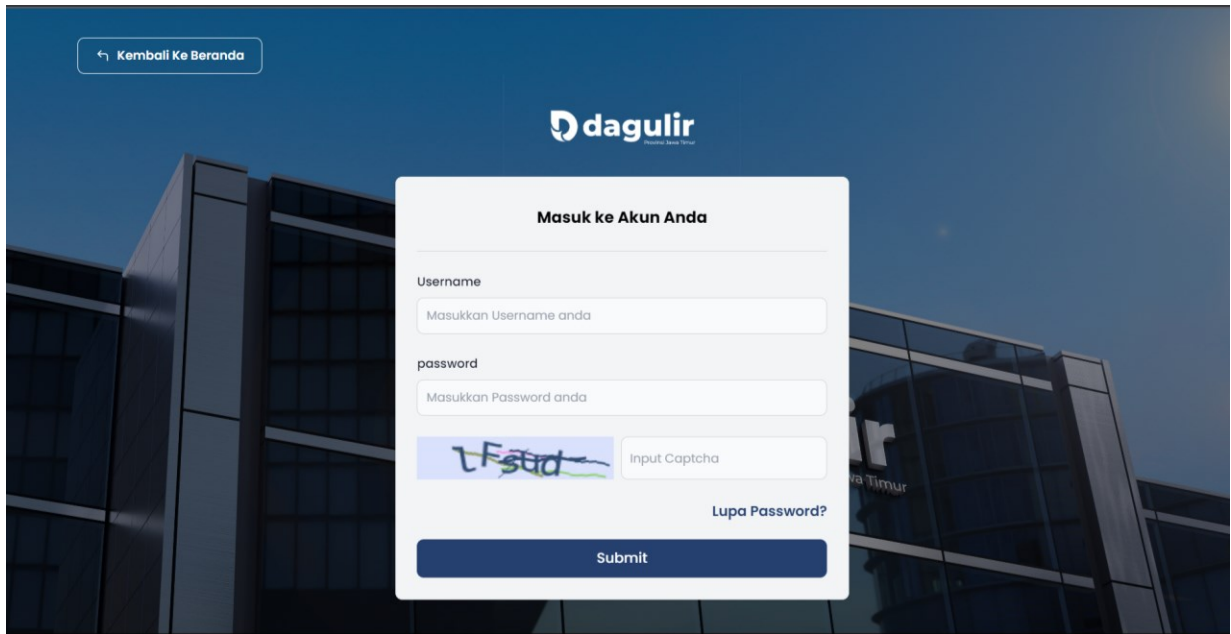 Kembali Ke Beranda
dagulir
Masuk ke Akun Anda
Username
Masukkan Username anda
password
Masukkan Password anda
Input Captcha
Lupa Password?
Submit